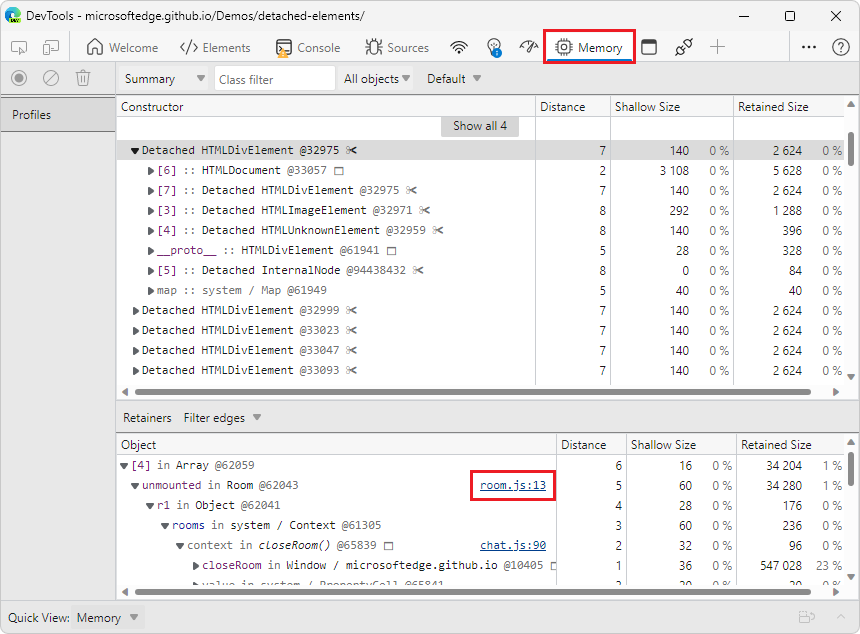 DevTools - microsoftedge.github.io/Demos/detached-elements/
Welcome Elements Console Sources Memory
Summary Class filter All objects Default
Profiles
Constructor Distance Shallow Size Retained Size
Show all 4
Detached HTMLDivElement @32975 7 140 0 % 2 624 0 %
[6] :: HTMLDocument @33057 2 3 108 0 % 5 628 0 %
[7] :: Detached HTMLDivElement @32975 7 140 0 % 2 624 0 %
[3] :: Detached HTMLImageElement @32971 8 292 0 % 1 288 0 %
[4] :: Detached HTMLUnknownElement @32959 8 140 0 % 396 0 %
__proto__ :: HTMLDivElement @61941 5 28 0 % 328 0 %
[5] :: Detached InternalNode @94438432 8 0 0 % 84 0 %
map :: system / Map @61949 5 40 0 % 40 0 %
Detached HTMLDivElement @32999 7 140 0 % 2 624 0 %
Detached HTMLDivElement @33023 7 140 0 % 2 624 0 %
Detached HTMLDivElement @33047 7 140 0 % 2 624 0 %
Detached HTMLDivElement @33093 7 140 0 % 2 624 0 %
Retainers Filter edges
Object Distance Shallow Size Retained Size
[4] in Array @62059 6 16 0 % 34 204 1 %
unmounted in Room @62043 room.js:13 5 60 0 % 34 280 1 %
r1 in Object @62041 4 28 0 % 176 0 %
rooms in system / Context @61305 3 60 0 % 236 0 %
context in closeRoom() @65839 chat.js:90 2 32 0 % 96 0 %
closeRoom in Window / microsoftedge.github.io @10405 1 36 0 % 547 028 23 %
value in system / PropertyCell @65841 2 20 0 % 20 0 %
Quick View: Memory